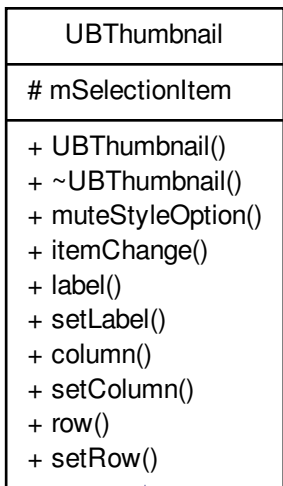 UBThumbnail
# mSelectionItem
+ UBThumbnail()
+ ~UBThumbnail()
+ muteStyleOption()
+ itemChange()
+ label()
+ setLabel()
+ column()
+ setColumn()
+ row()
+ setRow()